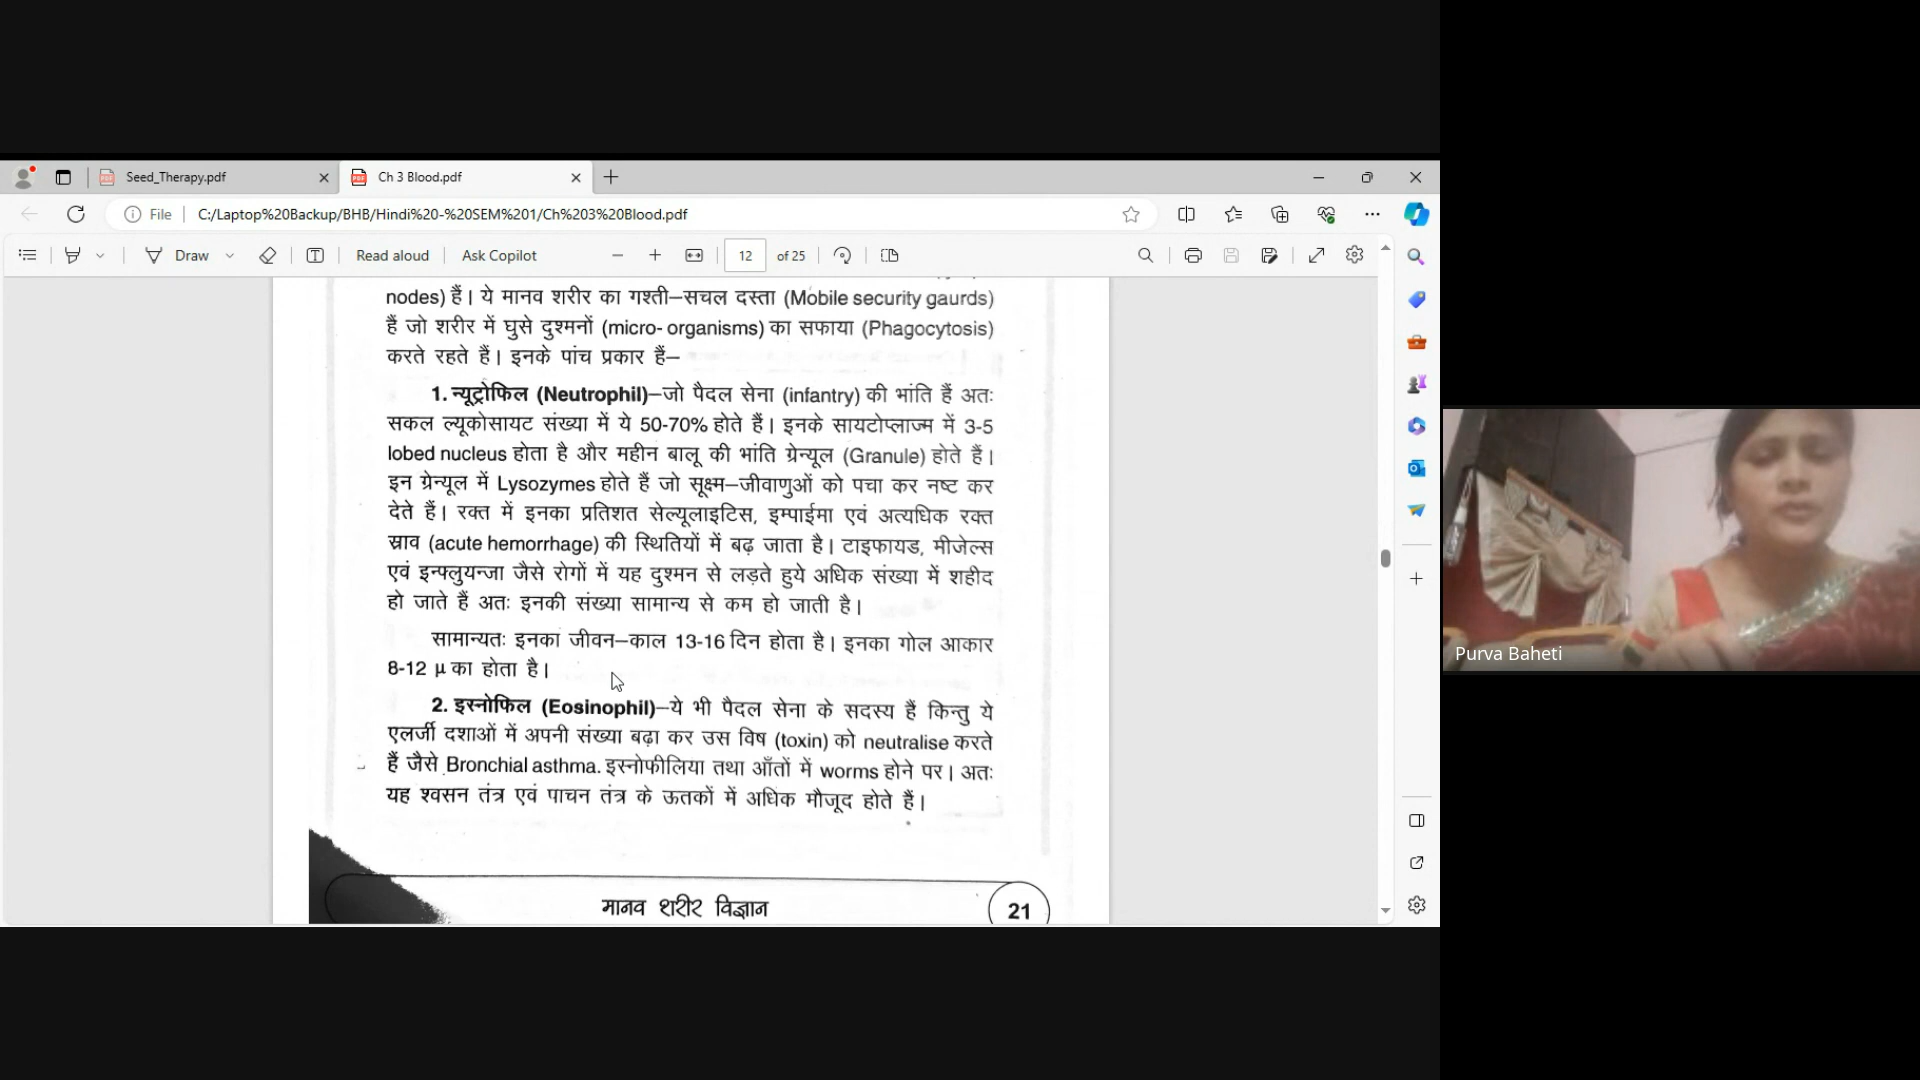 Seed_Therapy.pdf
Ch 3 Blood.pdf
File
C:/Laptop%20Backup/BHB/Hindi%20-%20SEM%201/Ch%203%20Blood.pdf
Draw
Read aloud
Ask Copilot
12 of 25
nodes) हैं। ये मानव शरीर का गश्ती–सचल दस्ता (Mobile security gaurds)
हैं जो शरीर में घुसे दुश्मनों (micro- organisms) का सफाया (Phagocytosis)
करते रहते हैं। इनके पांच प्रकार हैं–
1. न्यूट्रोफिल (Neutrophil)–जो पैदल सेना (infantry) की भांति हैं अतः
सकल ल्यूकोसायट संख्या में ये 50-70% होते हैं। इनके सायटोप्लाज्म में 3-5
lobed nucleus होता है और महीन बालू की भांति ग्रेन्यूल (Granule) होते हैं।
इन ग्रेन्यूल में Lysozymes होते हैं जो सूक्ष्म–जीवाणुओं को पचा कर नष्ट कर
देते हैं। रक्त में इनका प्रतिशत सेल्यूलाइटिस, इम्पाईमा एवं अत्यधिक रक्त
स्राव (acute hemorrhage) की स्थितियों में बढ़ जाता है। टाइफायड, मीजेल्स
एवं इन्फ्लुयन्जा जैसे रोगों में यह दुश्मन से लड़ते हुये अधिक संख्या में शहीद
हो जाते हैं अतः इनकी संख्या सामान्य से कम हो जाती है।
सामान्यतः इनका जीवन–काल 13-16 दिन होता है। इनका गोल आकार
8-12 μ का होता है।
2. इस्नोफिल (Eosinophil)–ये भी पैदल सेना के सदस्य हैं किन्तु ये
एलर्जी दशाओं में अपनी संख्या बढ़ा कर उस विष (toxin) को neutralise करते
हैं जैसे Bronchial asthma. इस्नोफीलिया तथा आँतों में worms होने पर। अतः
यह श्वसन तंत्र एवं पाचन तंत्र के ऊतकों में अधिक मौजूद होते हैं।
मानव शरीर विज्ञान
21
Purva Baheti